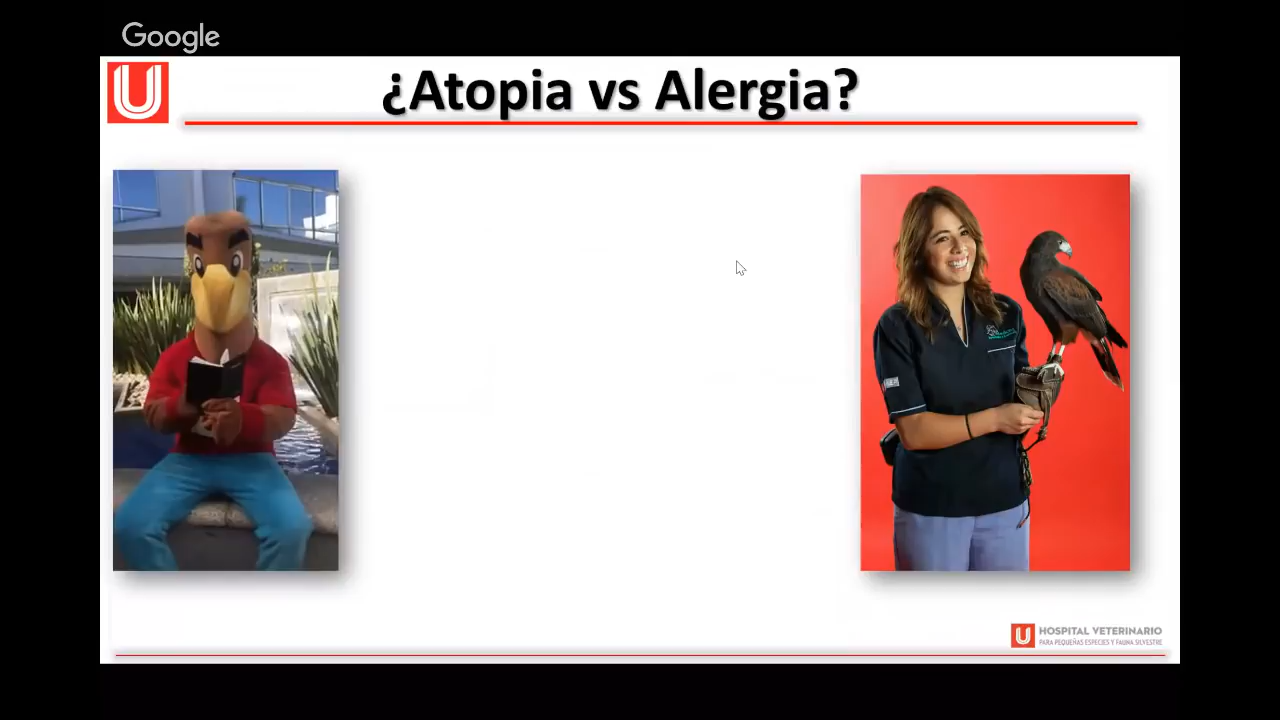 Google
¿Atopia vs Alergia?
U
U HOSPITAL VETERINARIO
PARA PEQUEÑAS ESPECIES Y FAUNA SILVESTRE